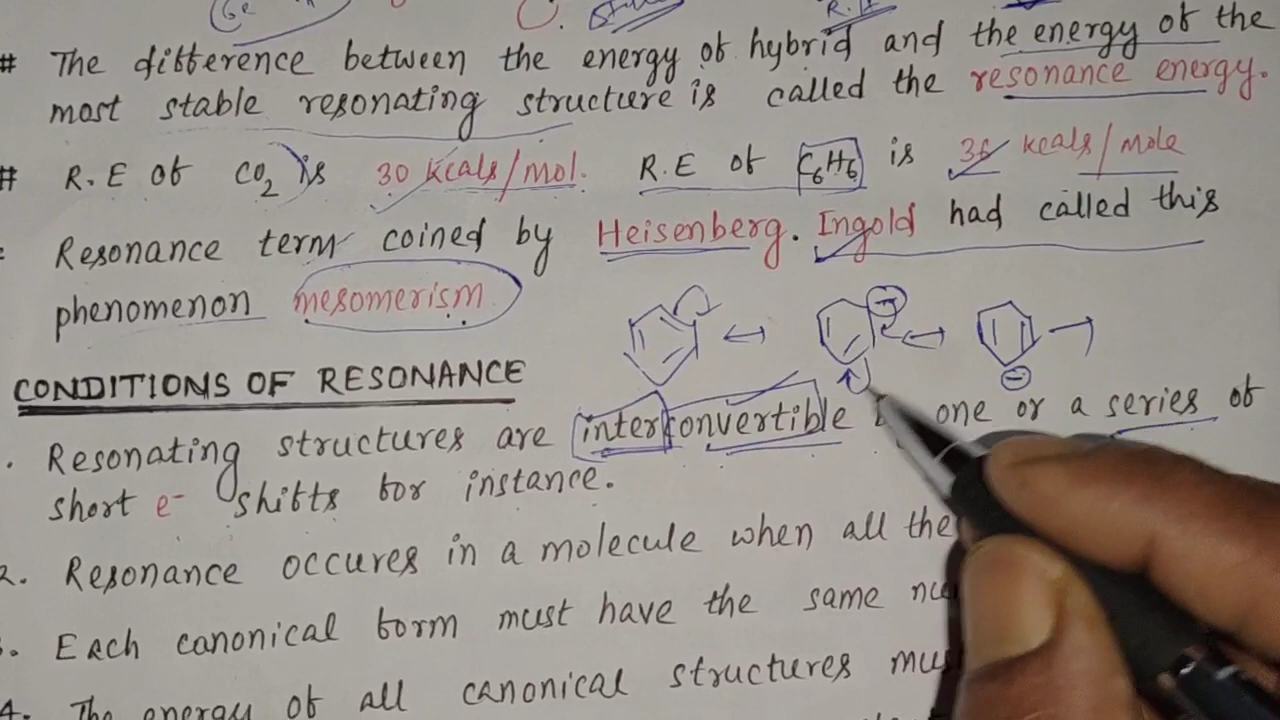 R.E
# The difference between the energy of hybrid and the energy of the
most stable resonating structure is called the resonance energy.
# R.E of CO2 is 30 kcals/mol. R.E of C6H6 is 36 kcals/mole
Resonance term coined by Heisenberg. Ingold had called this
phenomenon mesomerism
CONDITIONS OF RESONANCE
. Resonating structures are interconvertible one or a series of
short e- shifts for instance.
2. Resonance occures in a molecule when all the
3. Each canonical form must have the same
4. The energy of all canonical structures